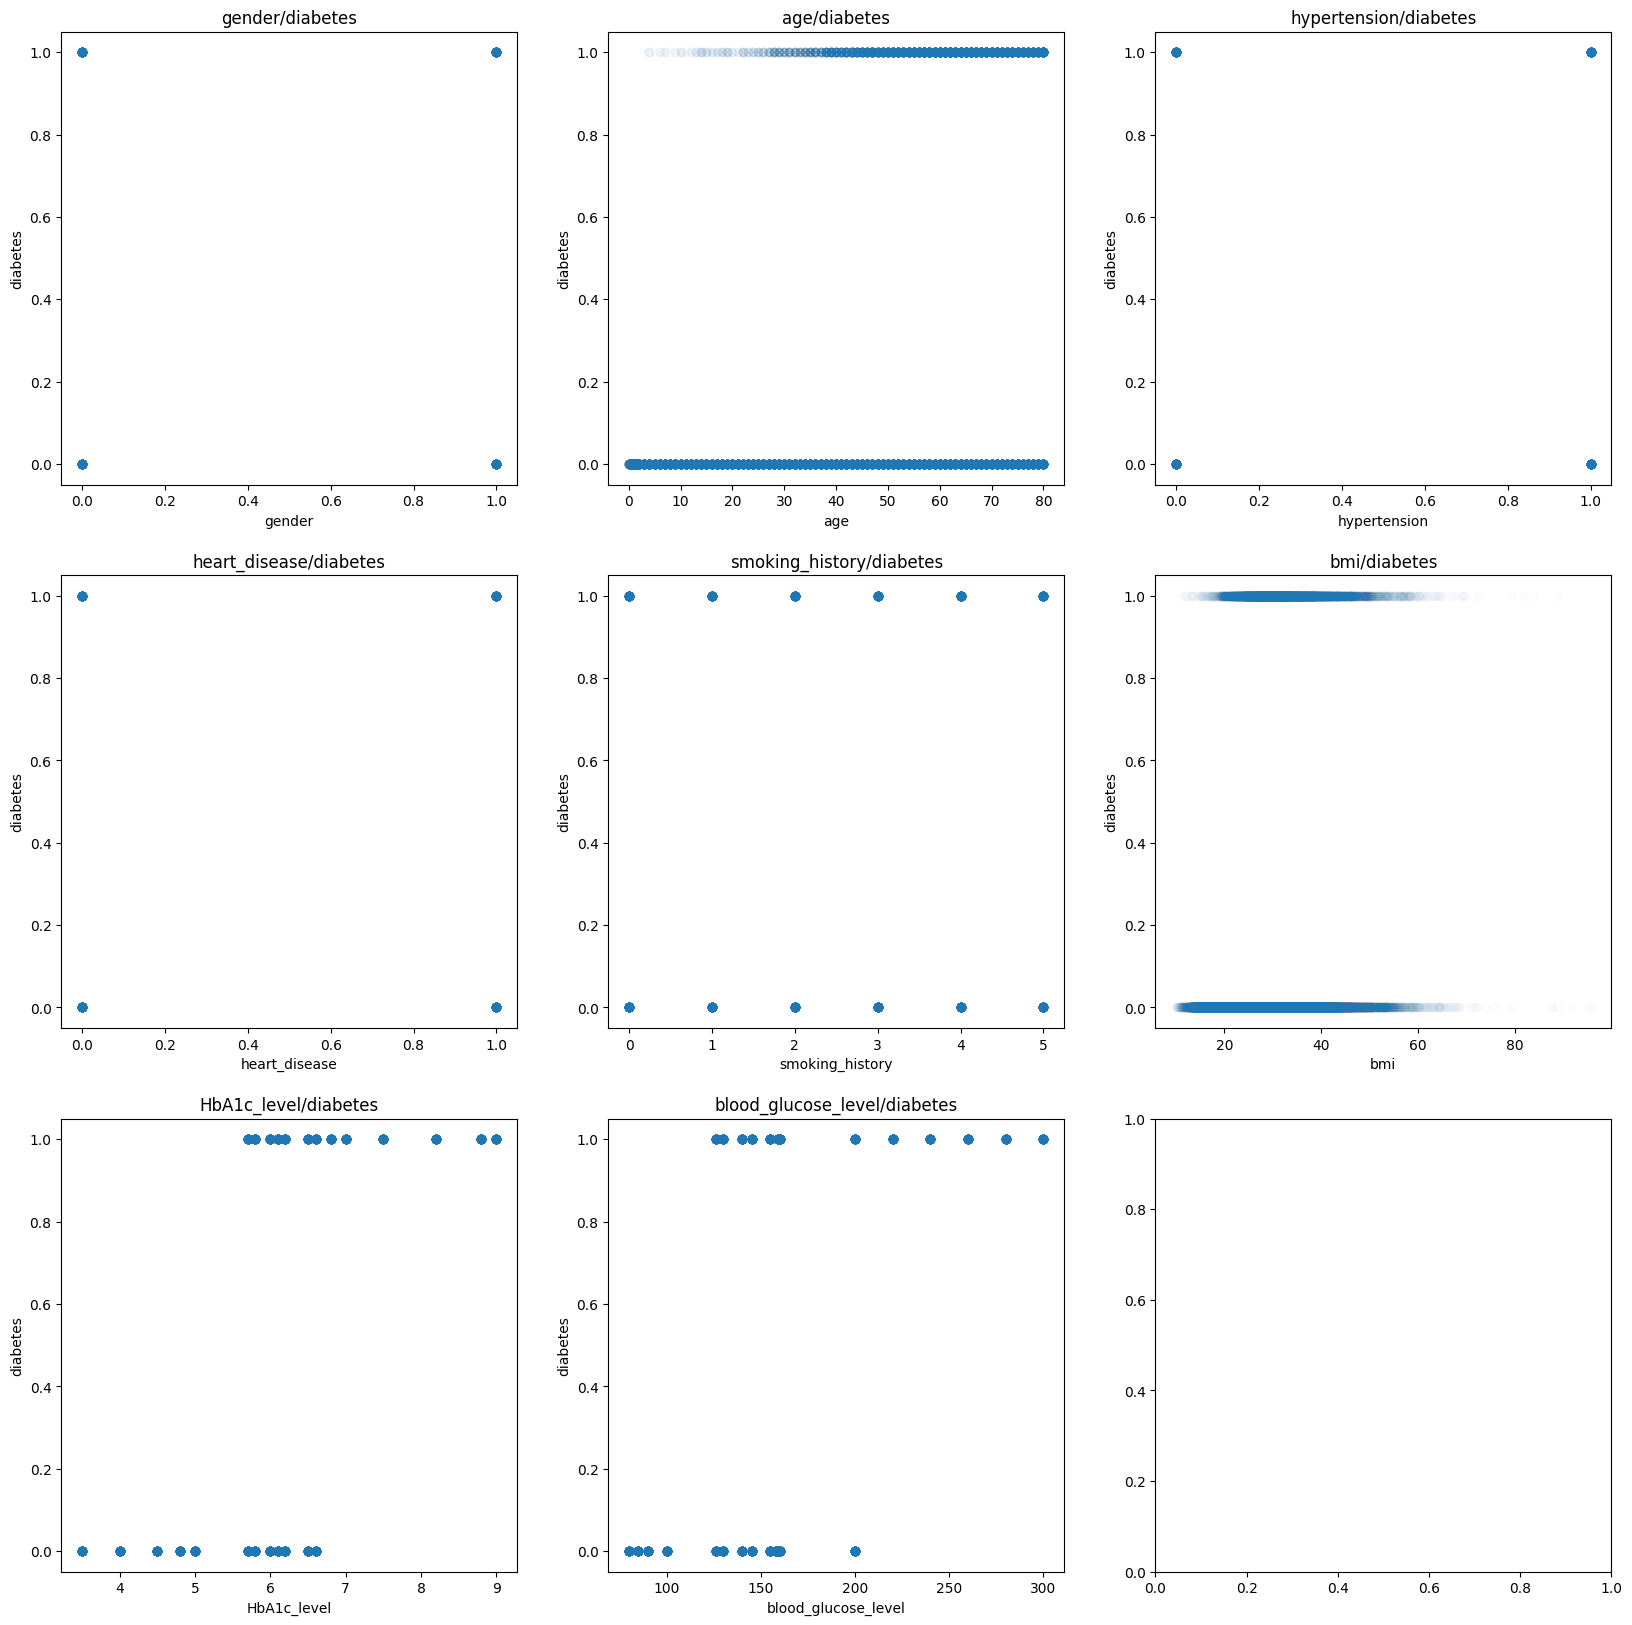 gender/diabetes
1.0
0.8
0.6
0.4
0.2
0.0
diabetes
0.0 0.2 0.4 0.6 0.8 1.0
gender
age/diabetes
1.0
0.8
0.6
0.4
0.2
0.0
diabetes
0 10 20 30 40 50 60 70 80
age
hypertension/diabetes
1.0
0.8
0.6
0.4
0.2
0.0
diabetes
0.0 0.2 0.4 0.6 0.8 1.0
hypertension
heart_disease/diabetes
1.0
0.8
0.6
0.4
0.2
0.0
diabetes
0.0 0.2 0.4 0.6 0.8 1.0
heart_disease
smoking_history/diabetes
1.0
0.8
0.6
0.4
0.2
0.0
diabetes
0 1 2 3 4 5
smoking_history
bmi/diabetes
1.0
0.8
0.6
0.4
0.2
0.0
diabetes
20 40 60 80
bmi
HbA1c_level/diabetes
1.0
0.8
0.6
0.4
0.2
0.0
diabetes
4 5 6 7 8 9
HbA1c_level
blood_glucose_level/diabetes
1.0
0.8
0.6
0.4
0.2
0.0
diabetes
100 150 200 250 300
blood_glucose_level
1.0
0.8
0.6
0.4
0.2
0.0
0.0 0.2 0.4 0.6 0.8 1.0